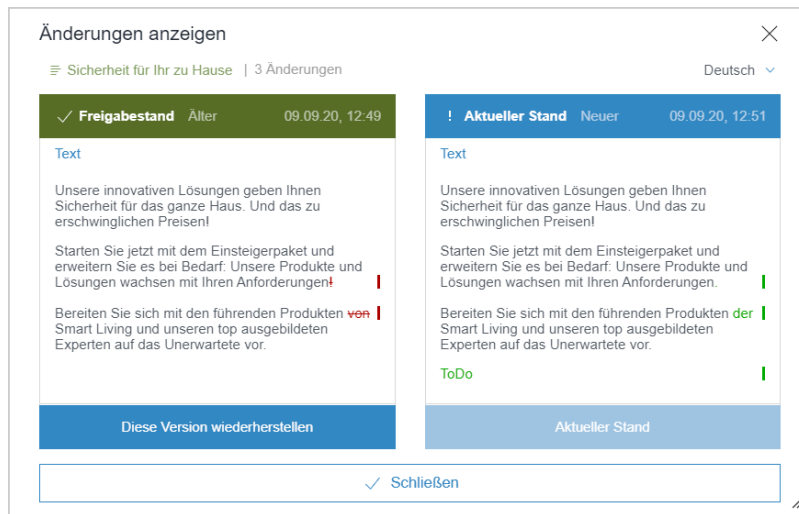 Änderungen anzeigen
Sicherheit für Ihr zu Hause | 3 Änderungen
Deutsch
Freigabestand Älter 09.09.20, 12:49
Text
Unsere innovativen Lösungen geben Ihnen
Sicherheit für das ganze Haus. Und das zu
erschwinglichen Preisen!
Starten Sie jetzt mit dem Einsteigerpaket und
erweitern Sie es bei Bedarf: Unsere Produkte und
Lösungen wachsen mit Ihren Anforderungen!
Bereiten Sie sich mit den führenden Produkten von
Smart Living und unseren top ausgebildeten
Experten auf das Unerwartete vor.
Diese Version wiederherstellen
! Aktueller Stand Neuer 09.09.20, 12:51
Text
Unsere innovativen Lösungen geben Ihnen
Sicherheit für das ganze Haus. Und das zu
erschwinglichen Preisen!
Starten Sie jetzt mit dem Einsteigerpaket und
erweitern Sie es bei Bedarf: Unsere Produkte und
Lösungen wachsen mit Ihren Anforderungen.
Bereiten Sie sich mit den führenden Produkten der
Smart Living und unseren top ausgebildeten
Experten auf das Unerwartete vor.
ToDo
Aktueller Stand
Schließen